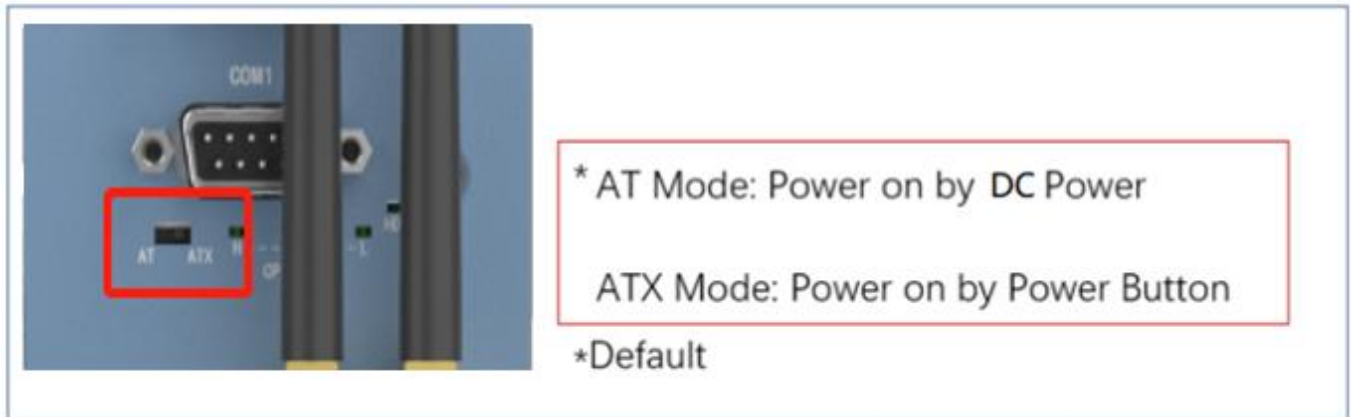 COM1
AT ATX
* AT Mode: Power on by DC Power
ATX Mode: Power on by Power Button
*Default